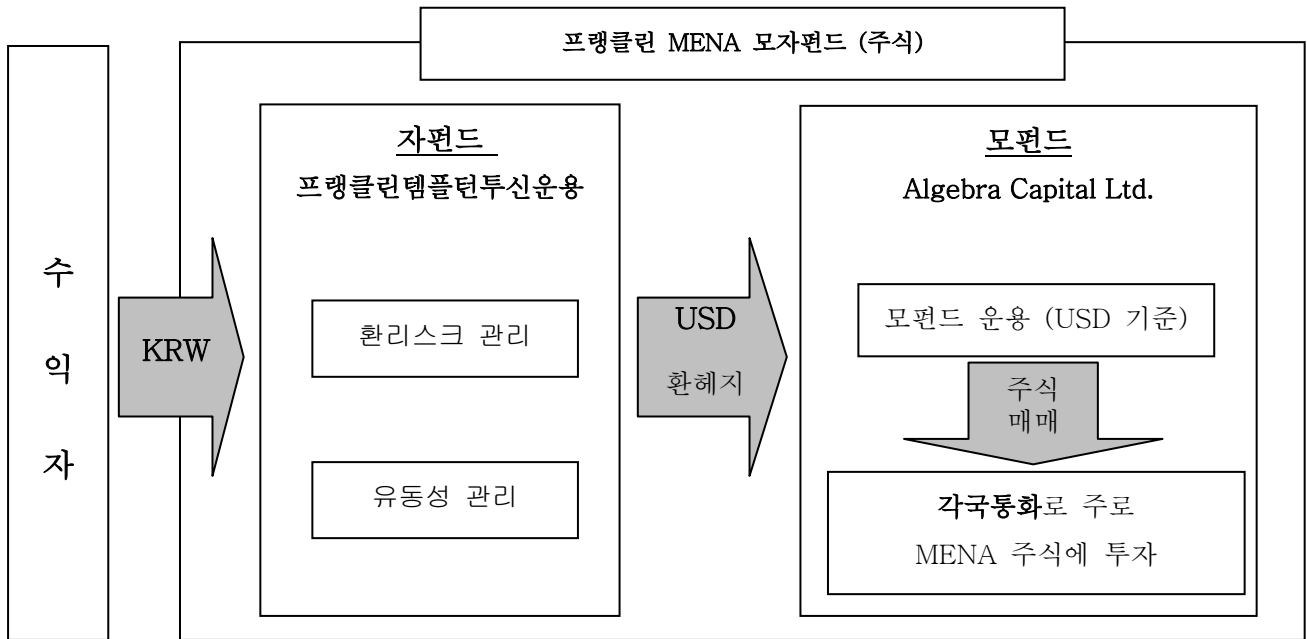 프랭클린 MENA 모자펀드 (주식)
수
익
자
KRW
자펀드
프랭클린템플턴투신운용
환리스크 관리
유동성 관리
USD
환헤지
모펀드
Algebra Capital Ltd.
모펀드 운용 (USD 기준)
주식
매매
각국통화로 주로
MENA 주식에 투자